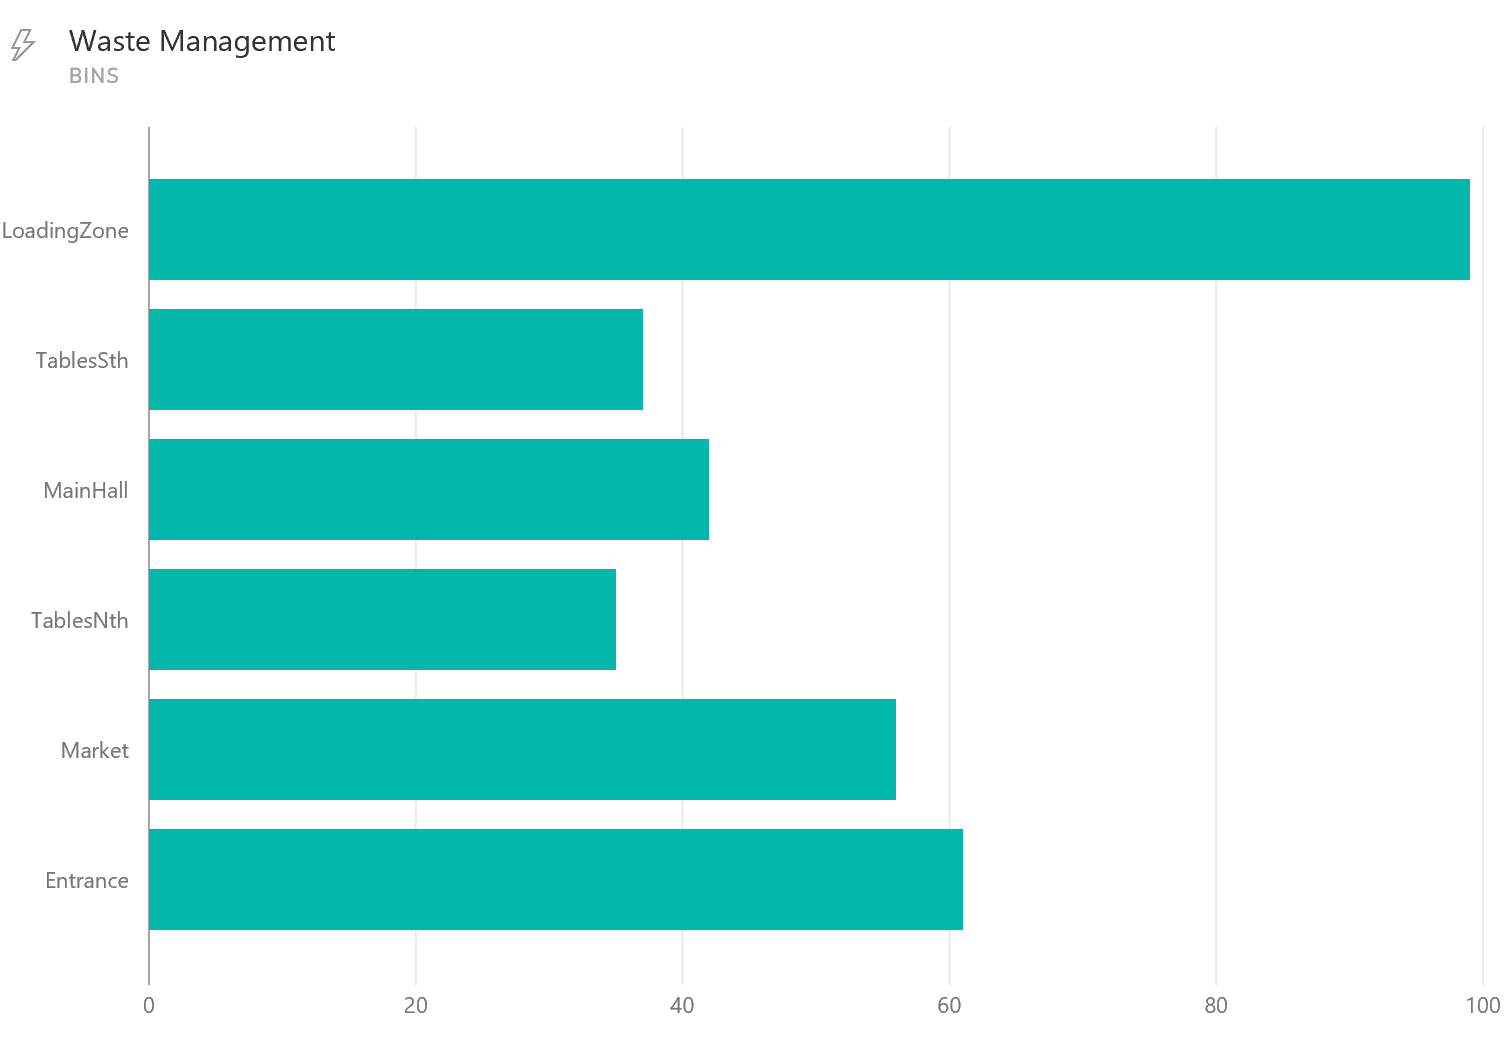 Waste Management
BINS
LoadingZone
TablesSth
MainHall
TablesNth
Market
Entrance
0 20 40 60 80 100